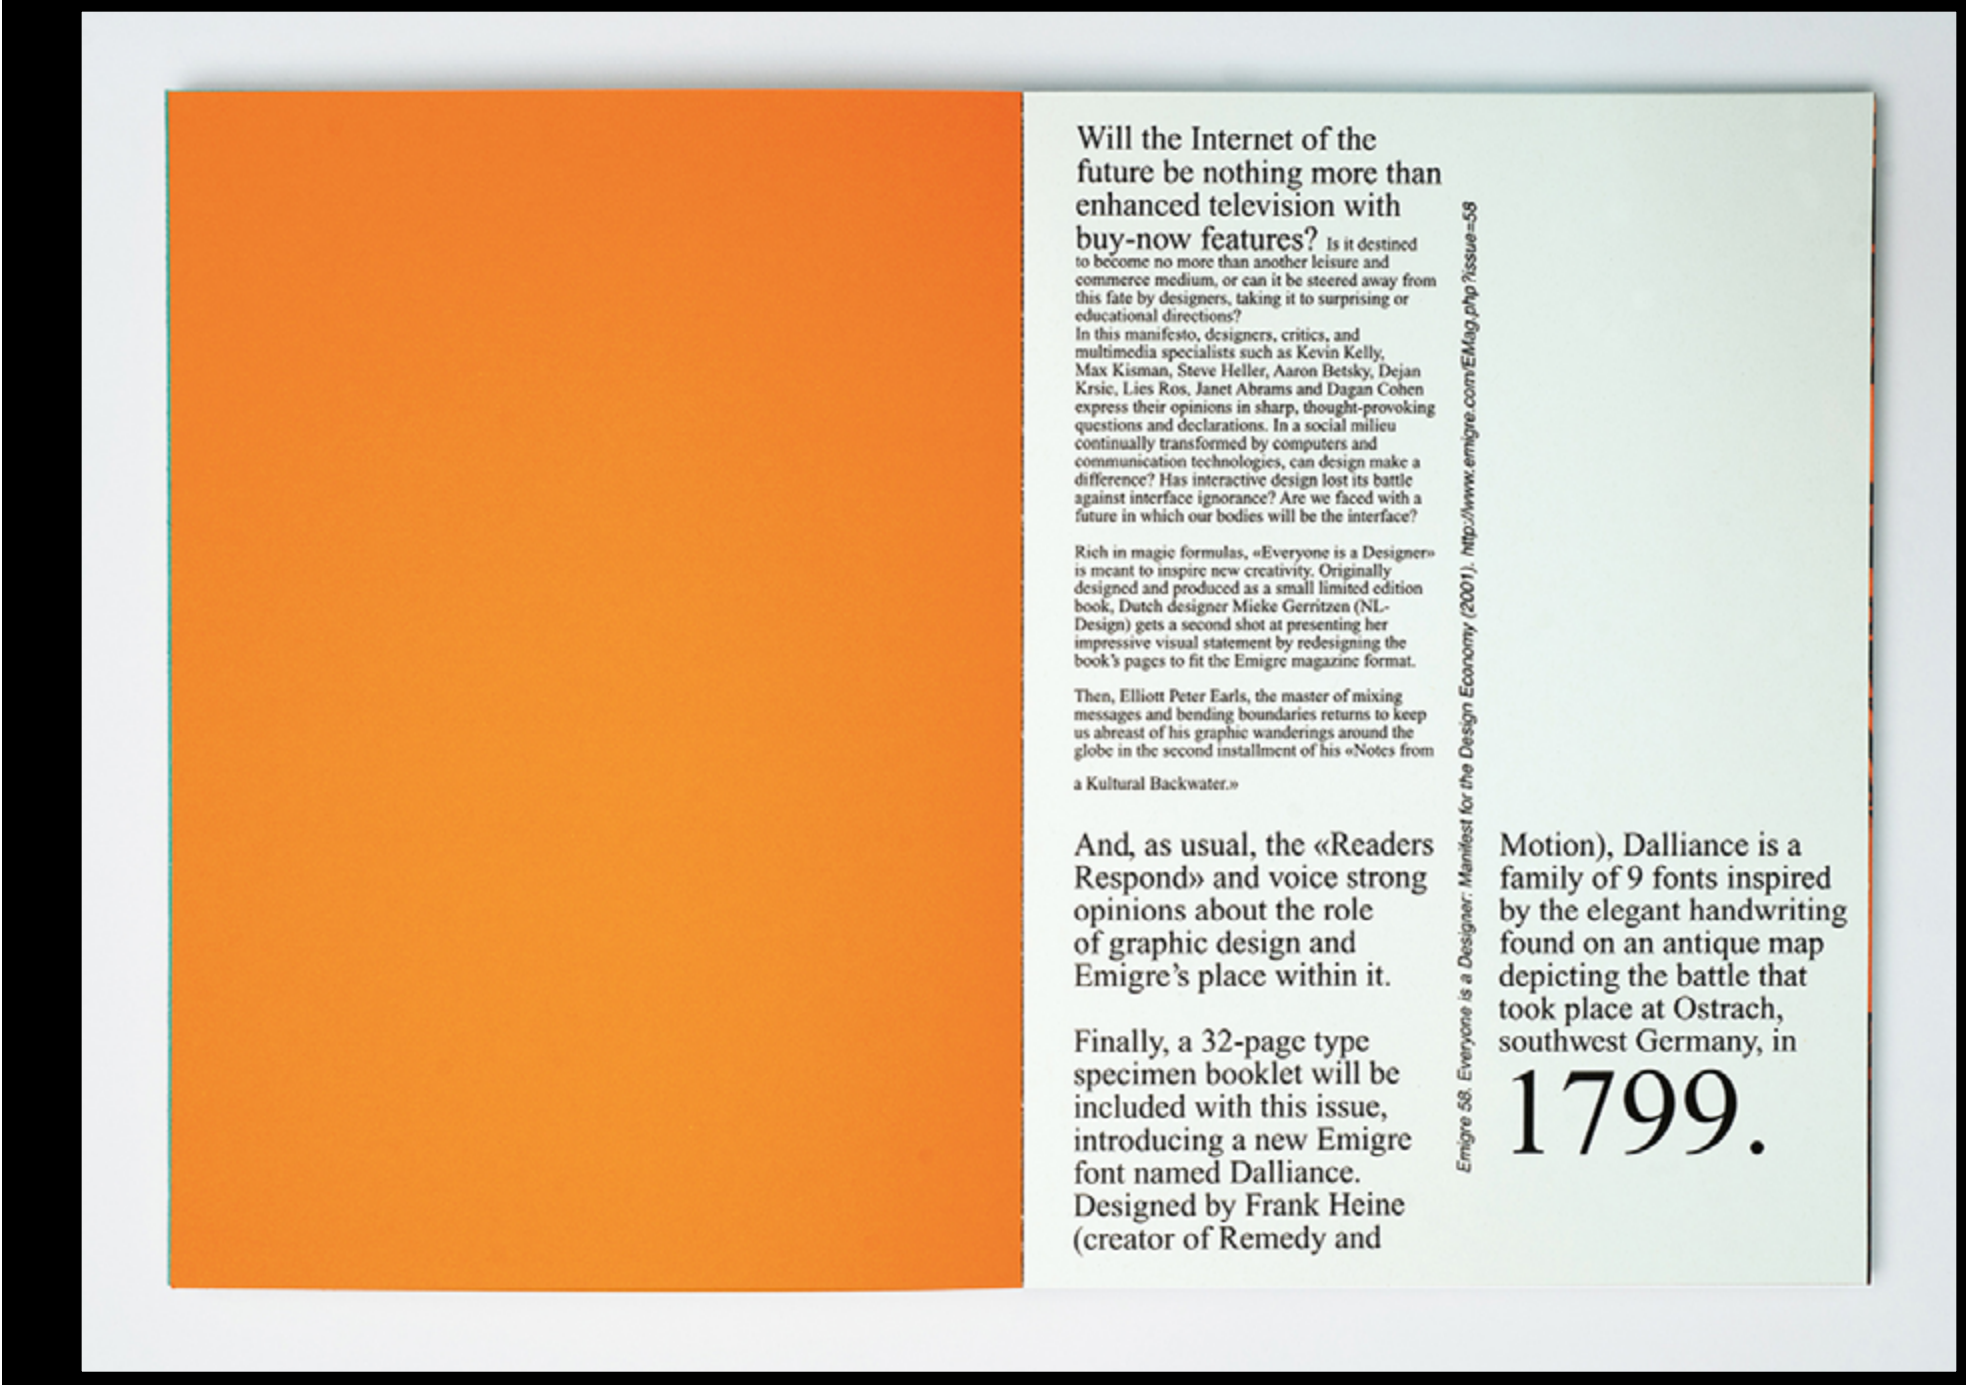 Will the Internet of the
future be nothing more than
enhanced television with
buy-now features? Is it destined
to become no more than another leisure and
commerce medium, or can it be steered away from
this fate by designers, taking it to surprising or
educational directions?
In this manifesto, designers, critics, and
multimedia specialists such as Kevin Kelly,
Max Kisman, Steve Heller, Aaron Betsky, Dejan
Krsic, Lies Ros, Janet Abrams and Dagan Cohen
express their opinions in sharp, thought-provoking
questions and declarations. In a social milieu
continually transformed by computers and
communication technologies, can design make a
difference? Has interactive design lost its battle
against interface ignorance? Are we faced with a
future in which our bodies will be the interface?
Rich in magic formulas, «Everyone is a Designer»
is meant to inspire new creativity. Originally
designed and produced as a small limited edition
book, Dutch designer Mieke Gerritzen (NL-
Design) gets a second shot at presenting her
impressive visual statement by redesigning the
book’s pages to fit the Emigre magazine format.
Then, Elliott Peter Earls, the master of mixing
messages and bending boundaries returns to keep
us abreast of his graphic wanderings around the
globe in the second installment of his «Notes from
a Kultural Backwater.»
And, as usual, the «Readers
Respond» and voice strong
opinions about the role
of graphic design and
Emigre’s place within it.
Finally, a 32-page type
specimen booklet will be
included with this issue,
introducing a new Emigre
font named Dalliance.
Designed by Frank Heine
(creator of Remedy and
Emigre 58. Everyone is a Designer: Manifest for the Design Economy (2001). http://www.emigre.com/EMag.php?issue=58
Motion), Dalliance is a
family of 9 fonts inspired
by the elegant handwriting
found on an antique map
depicting the battle that
took place at Ostrach,
southwest Germany, in
1799.